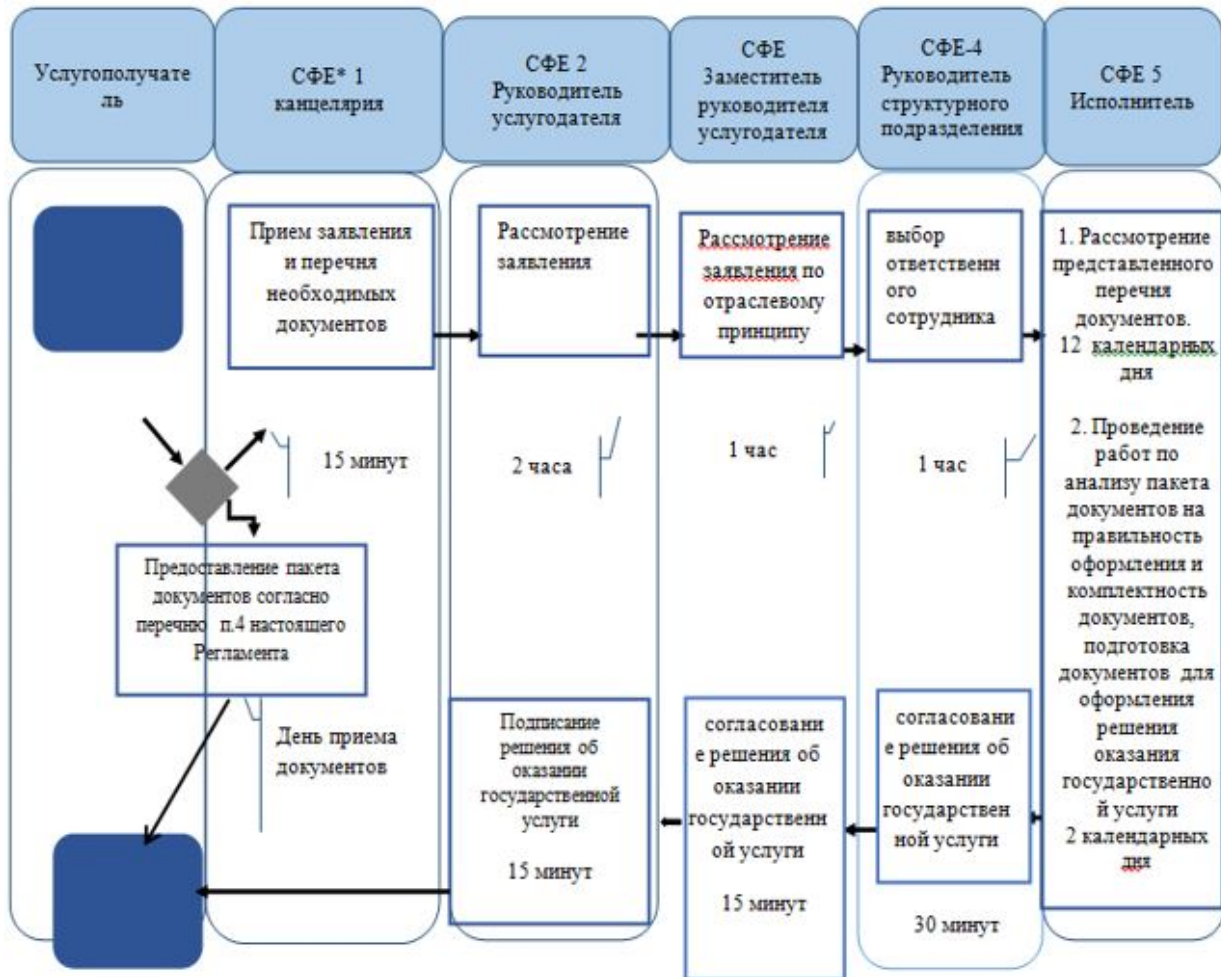 Услугополучате
ль
СФЕ* 1
канцелярия
СФЕ 2
Руководитель
услугодателя
СФЕ
Заместитель
руководителя
услугодателя
СФЕ-4
Руководитель
структурного
подразделения
СФЕ 5
Исполнитель
Прием заявления
и перечня
необходимых
документов
Рассмотрение
заявления
Рассмотрение
заявления по
отраслевому
принципу
выбор
ответственн
ого
сотрудника
1. Рассмотрение
представленного
перечня
документов.
12 календарных
дня
15 минут
2 часа
1 час
1 час
2. Проведение
работ по
анализу пакета
документов на
правильность
оформления и
комплектность
документов,
подготовка
документов для
оформления
решения
оказания
государственно
й услуги
2 календарных
дня
Предоставление пакета
документов согласно
перечню п.4 настоящего
Регламента
День приема
документов
Подписание
решения об
оказании
государственной
услуги
15 минут
согласовани
е решения об
оказании
государственн
ой услуги
15 минут
согласовани
е решения об
оказании
государствен
ной услуги
30 минут